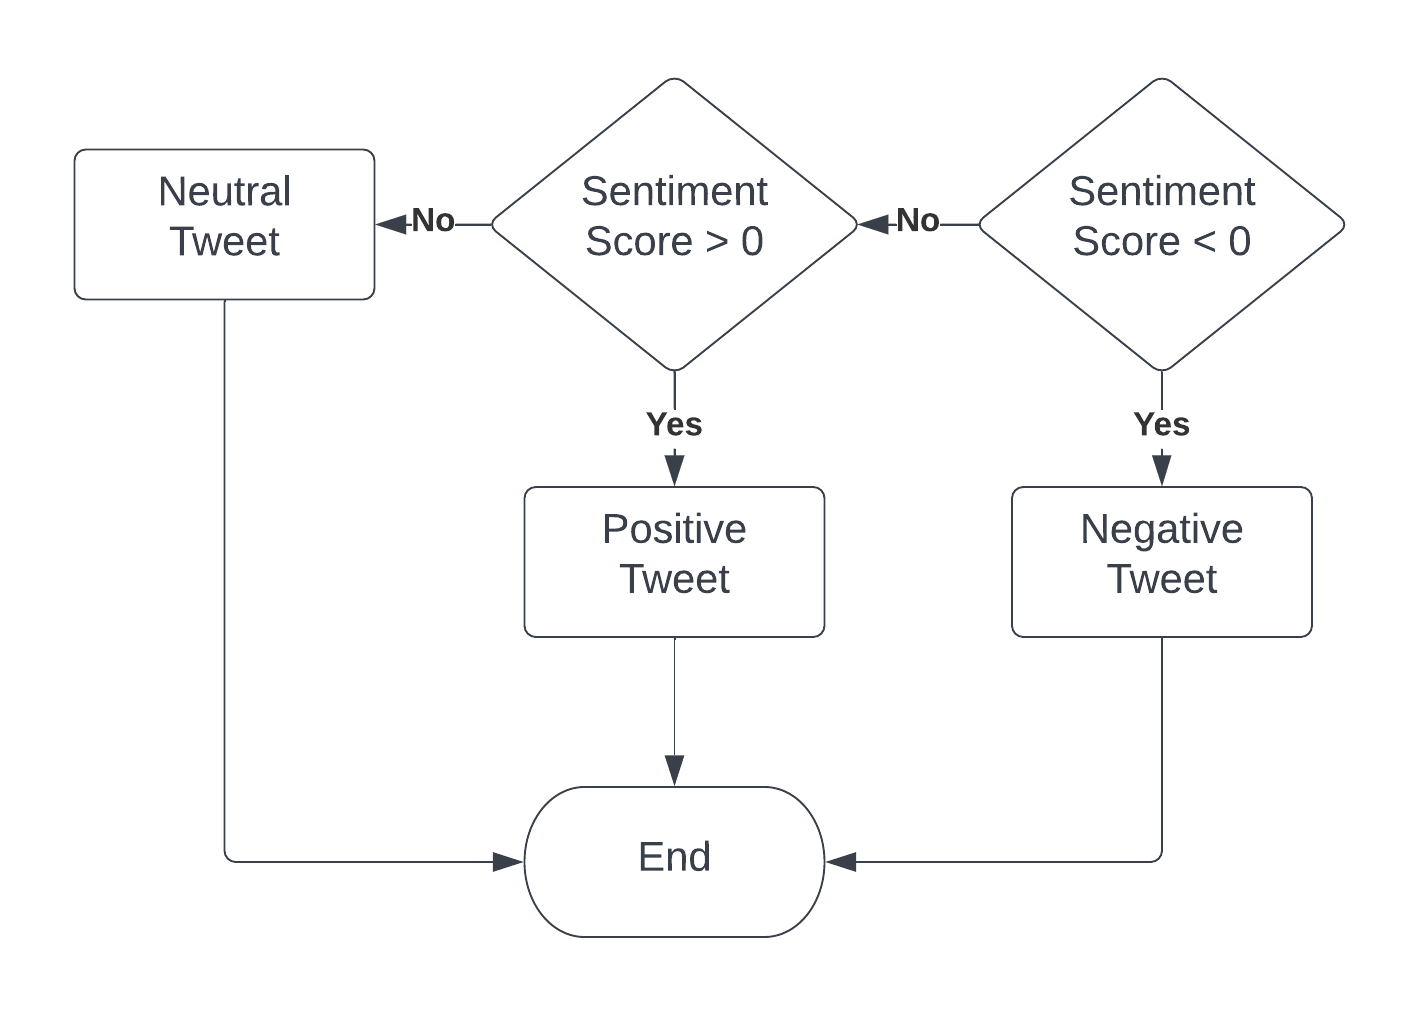 Neutral
Tweet
No
Sentiment
Score > 0
No
Sentiment
Score < 0
Yes
Yes
Positive
Tweet
Negative
Tweet
End